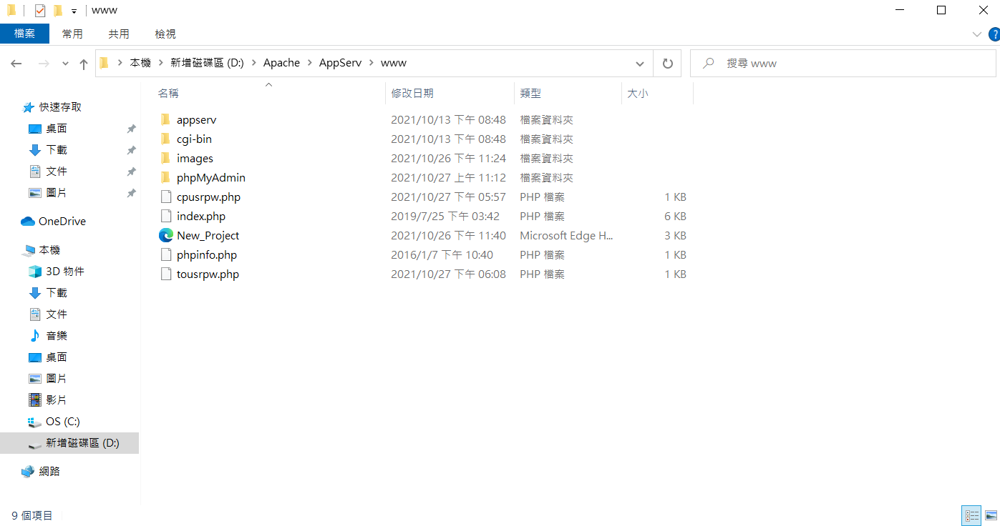 www
檔案 常用 共用 檢視
本機 新增磁碟區 (D:) Apache AppServ www
搜尋 www
快速存取
桌面
下載
文件
圖片
OneDrive
本機
3D 物件
下載
文件
音樂
桌面
圖片
影片
OS (C:)
新增磁碟區 (D:)
網路
名稱 修改日期 類型 大小
appserv 2021/10/13 下午 08:48 檔案資料夾
cgi-bin 2021/10/13 下午 08:48 檔案資料夾
images 2021/10/26 下午 11:24 檔案資料夾
phpMyAdmin 2021/10/27 上午 11:12 檔案資料夾
cpusrpw.php 2021/10/27 下午 05:57 PHP 檔案 1 KB
index.php 2019/7/25 下午 03:42 PHP 檔案 6 KB
New_Project 2021/10/26 下午 11:40 Microsoft Edge H... 3 KB
phpinfo.php 2016/1/7 下午 10:40 PHP 檔案 1 KB
tousrpw.php 2021/10/27 下午 06:08 PHP 檔案 1 KB
9 個項目